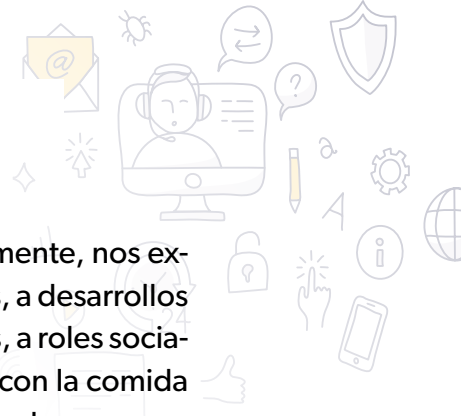 mente, nos ex-
, a desarrollos
, a roles socia-
con la comida